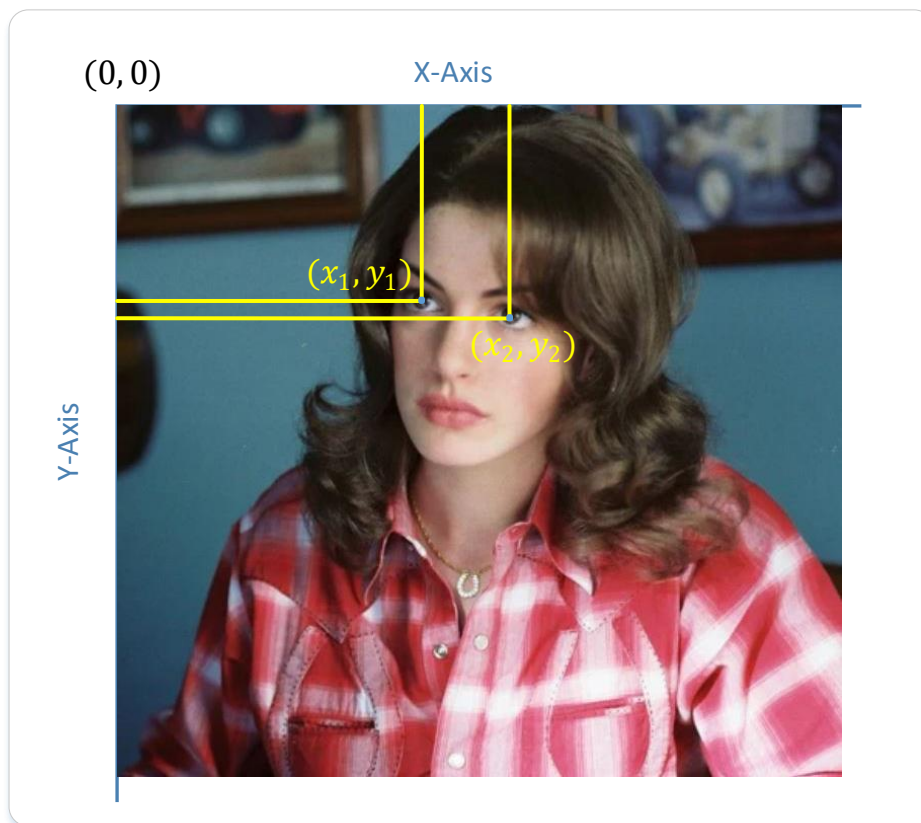 (0, 0)
X-Axis
(x₁, y₁)
(x₂, y₂)
Y-Axis